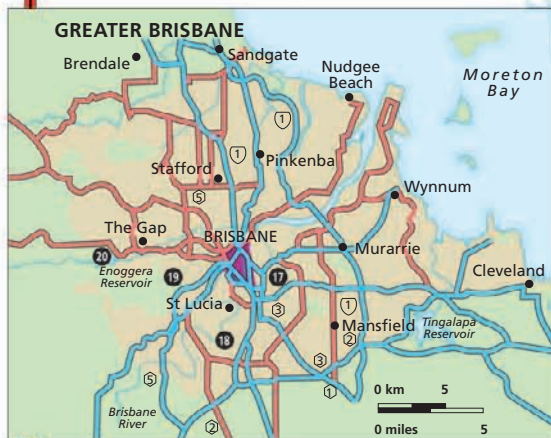 GREATER BRISBANE
Brendale
Sandgate
Nudgee
Beach
Moreton
Bay
1
1
Pinkenba
Stafford
5
Wynnum
The Gap
BRISBANE
Murarrie
20
Enoggera
Reservoir
19
17
Cleveland
St Lucia
3
1
Mansfield
2
Tingalapa
Reservoir
18
3
5
1
0 km 5
Brisbane
River
2
0 miles 5